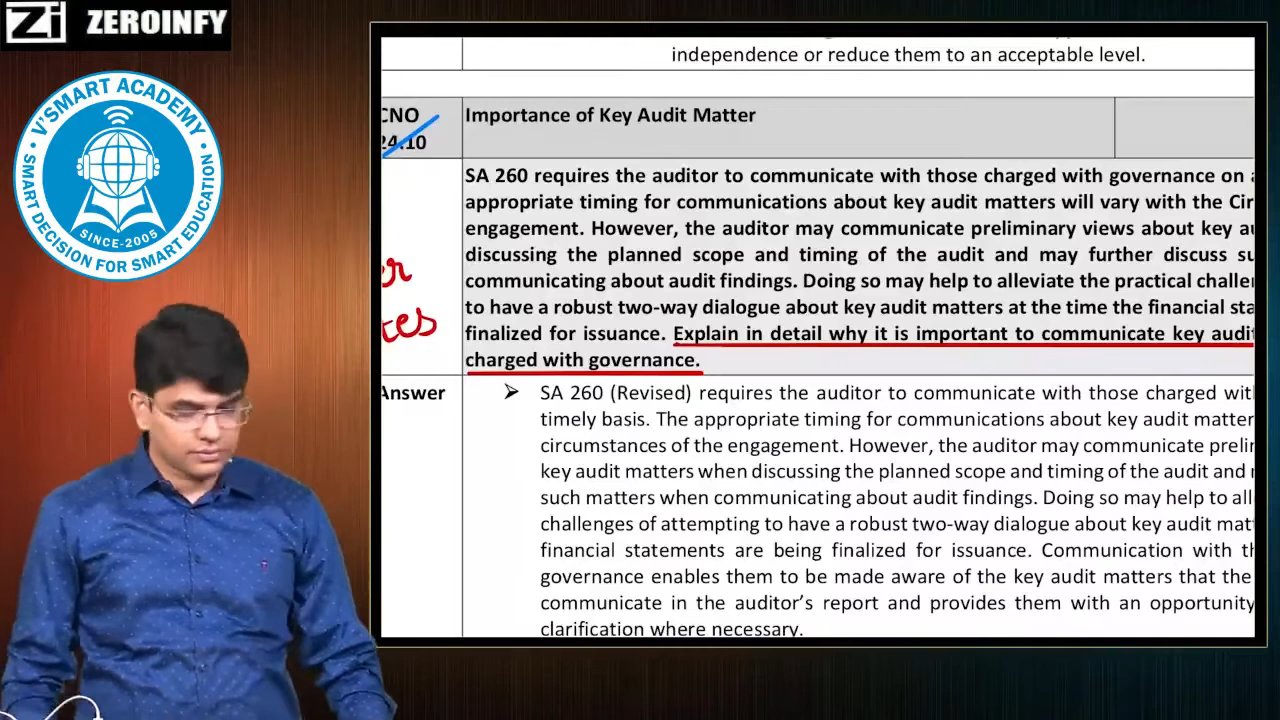 Zi ZEROINFY
V'SMART ACADEMY
SINCE-2005
SMART DECISION FOR SMART EDUCATION
independence or reduce them to an acceptable level.
CNO
24.10
Importance of Key Audit Matter
SA 260 requires the auditor to communicate with those charged with governance on
appropriate timing for communications about key audit matters will vary with the Cir
engagement. However, the auditor may communicate preliminary views about key au
discussing the planned scope and timing of the audit and may further discuss su
communicating about audit findings. Doing so may help to alleviate the practical challe
to have a robust two-way dialogue about key audit matters at the time the financial sta
finalized for issuance. Explain in detail why it is important to communicate key audit
charged with governance.
er
tes
Answer
➢ SA 260 (Revised) requires the auditor to communicate with those charged wit
timely basis. The appropriate timing for communications about key audit matter
circumstances of the engagement. However, the auditor may communicate prelir
key audit matters when discussing the planned scope and timing of the audit and
such matters when communicating about audit findings. Doing so may help to all
challenges of attempting to have a robust two-way dialogue about key audit mat
financial statements are being finalized for issuance. Communication with th
governance enables them to be made aware of the key audit matters that the
communicate in the auditor's report and provides them with an opportunity
clarification where necessary.